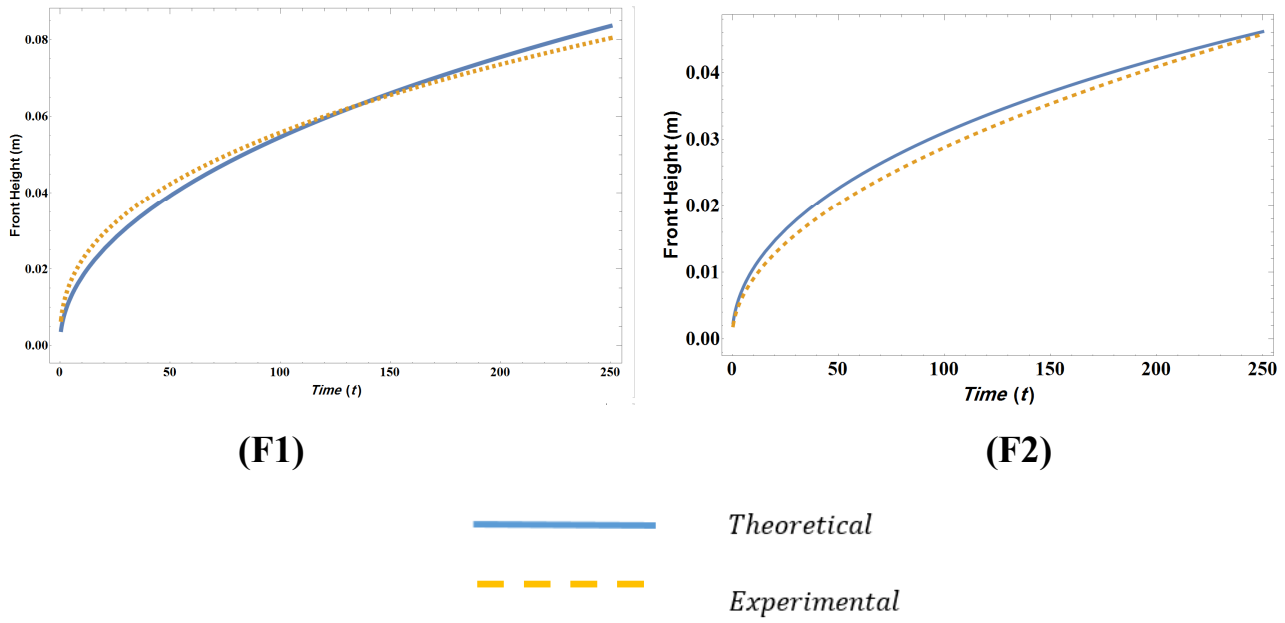 Front Height (m)
0.08
0.06
0.04
0.02
0.00
0 50 100 150 200 250
Time (t)
(F1)
Front Height (m)
0.04
0.03
0.02
0.01
0.00
0 50 100 150 200 250
Time (t)
(F2)
Theoretical
Experimental